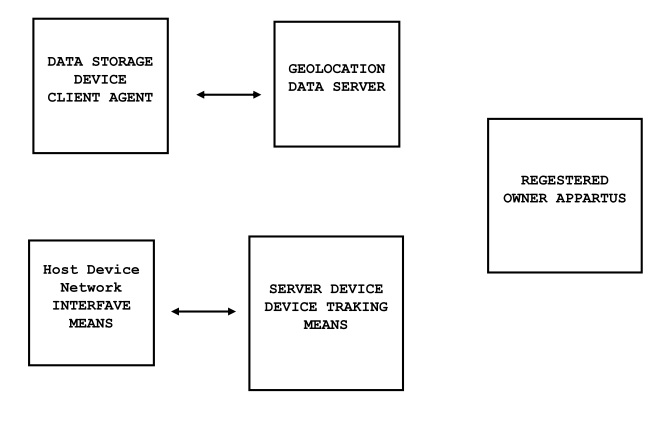 DATA STORAGE
DEVICE
CLIENT AGENT
GEOLOCATION
DATA SERVER
REGESTERED
OWNER APPARTUS
Host Device
Network
INTERFAVE
MEANS
SERVER DEVICE
DEVICE TRAKING
MEANS